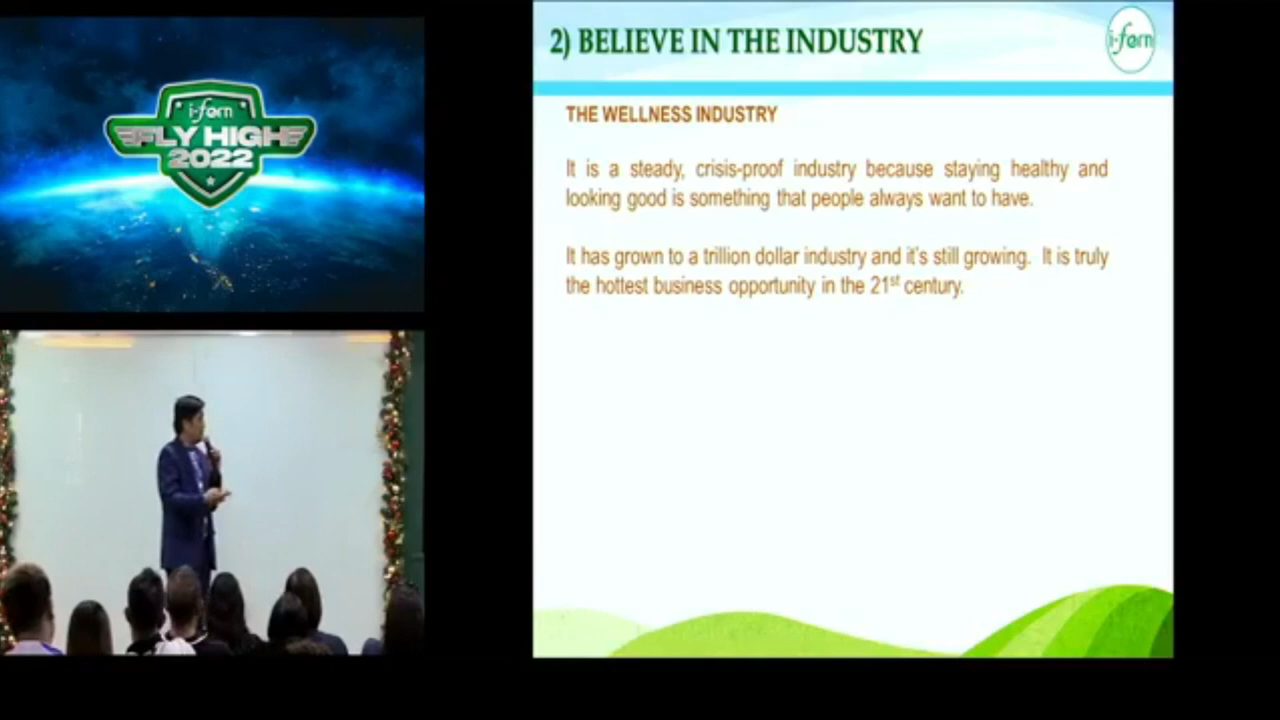 i-fern
FLY HIGH
2022
2) BELIEVE IN THE INDUSTRY
i-fern
THE WELLNESS INDUSTRY
It is a steady, crisis-proof industry because staying healthy and
looking good is something that people always want to have.
It has grown to a trillion dollar industry and it's still growing. It is truly
the hottest business opportunity in the 21st century.